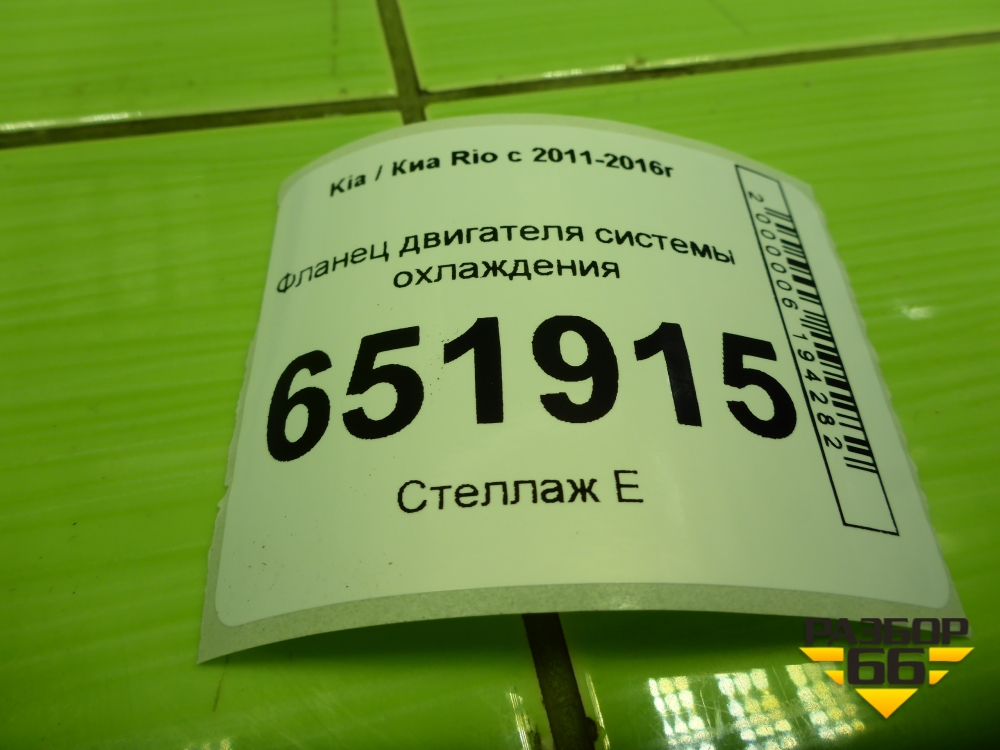 Kia / Киа Rio с 2011-2016г
Фланец двигателя системы
охлаждения
651915
Стеллаж Е
2000006194282
РАЗБОР
66